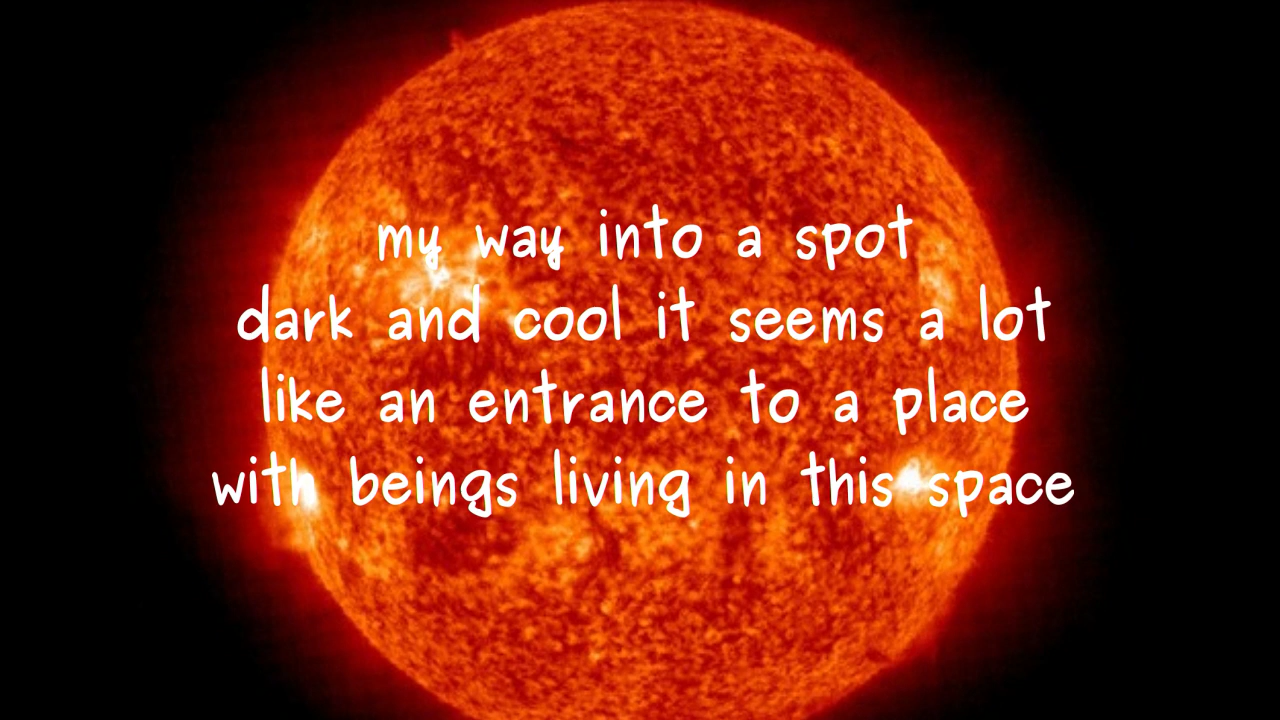 my way into a spot
dark and cool it seems a lot
like an entrance to a place
with beings living in this space